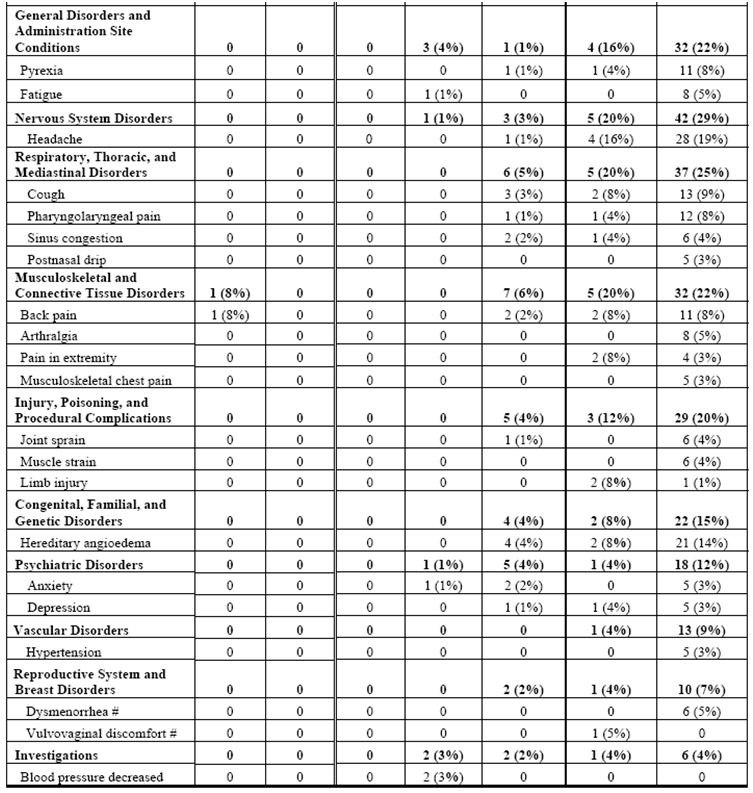 General Disorders and
Administration Site
Conditions 0 0 0 3 (4%) 1 (1%) 4 (16%) 32 (22%)
Pyrexia 0 0 0 0 1 (1%) 1 (4%) 11 (8%)
Fatigue 0 0 0 1 (1%) 0 0 8 (5%)
Nervous System Disorders 0 0 0 1 (1%) 3 (3%) 5 (20%) 42 (29%)
Headache 0 0 0 0 1 (1%) 4 (16%) 28 (19%)
Respiratory, Thoracic, and
Mediastinal Disorders 0 0 0 0 6 (5%) 5 (20%) 37 (25%)
Cough 0 0 0 0 3 (3%) 2 (8%) 13 (9%)
Pharyngolaryngeal pain 0 0 0 0 1 (1%) 1 (4%) 12 (8%)
Sinus congestion 0 0 0 0 2 (2%) 1 (4%) 6 (4%)
Postnasal drip 0 0 0 0 0 0 5 (3%)
Musculoskeletal and
Connective Tissue Disorders 1 (8%) 0 0 0 7 (6%) 5 (20%) 32 (22%)
Back pain 1 (8%) 0 0 0 2 (2%) 2 (8%) 11 (8%)
Arthralgia 0 0 0 0 0 0 8 (5%)
Pain in extremity 0 0 0 0 0 2 (8%) 4 (3%)
Musculoskeletal chest pain 0 0 0 0 0 0 5 (3%)
Injury, Poisoning, and
Procedural Complications 0 0 0 0 5 (4%) 3 (12%) 29 (20%)
Joint sprain 0 0 0 0 1 (1%) 0 6 (4%)
Muscle strain 0 0 0 0 0 0 6 (4%)
Limb injury 0 0 0 0 0 2 (8%) 1 (1%)
Congenital, Familial, and
Genetic Disorders 0 0 0 0 4 (4%) 2 (8%) 22 (15%)
Hereditary angioedema 0 0 0 0 4 (4%) 2 (8%) 21 (14%)
Psychiatric Disorders 0 0 0 1 (1%) 5 (4%) 1 (4%) 18 (12%)
Anxiety 0 0 0 1 (1%) 2 (2%) 0 5 (3%)
Depression 0 0 0 0 1 (1%) 1 (4%) 5 (3%)
Vascular Disorders 0 0 0 0 0 1 (4%) 13 (9%)
Hypertension 0 0 0 0 0 0 5 (3%)
Reproductive System and
Breast Disorders 0 0 0 0 2 (2%) 1 (4%) 10 (7%)
Dysmenorrhea # 0 0 0 0 0 0 6 (5%)
Vulvovaginal discomfort # 0 0 0 0 0 1 (5%) 0
Investigations 0 0 0 2 (3%) 2 (2%) 1 (4%) 6 (4%)
Blood pressure decreased 0 0 0 2 (3%) 0 0 0